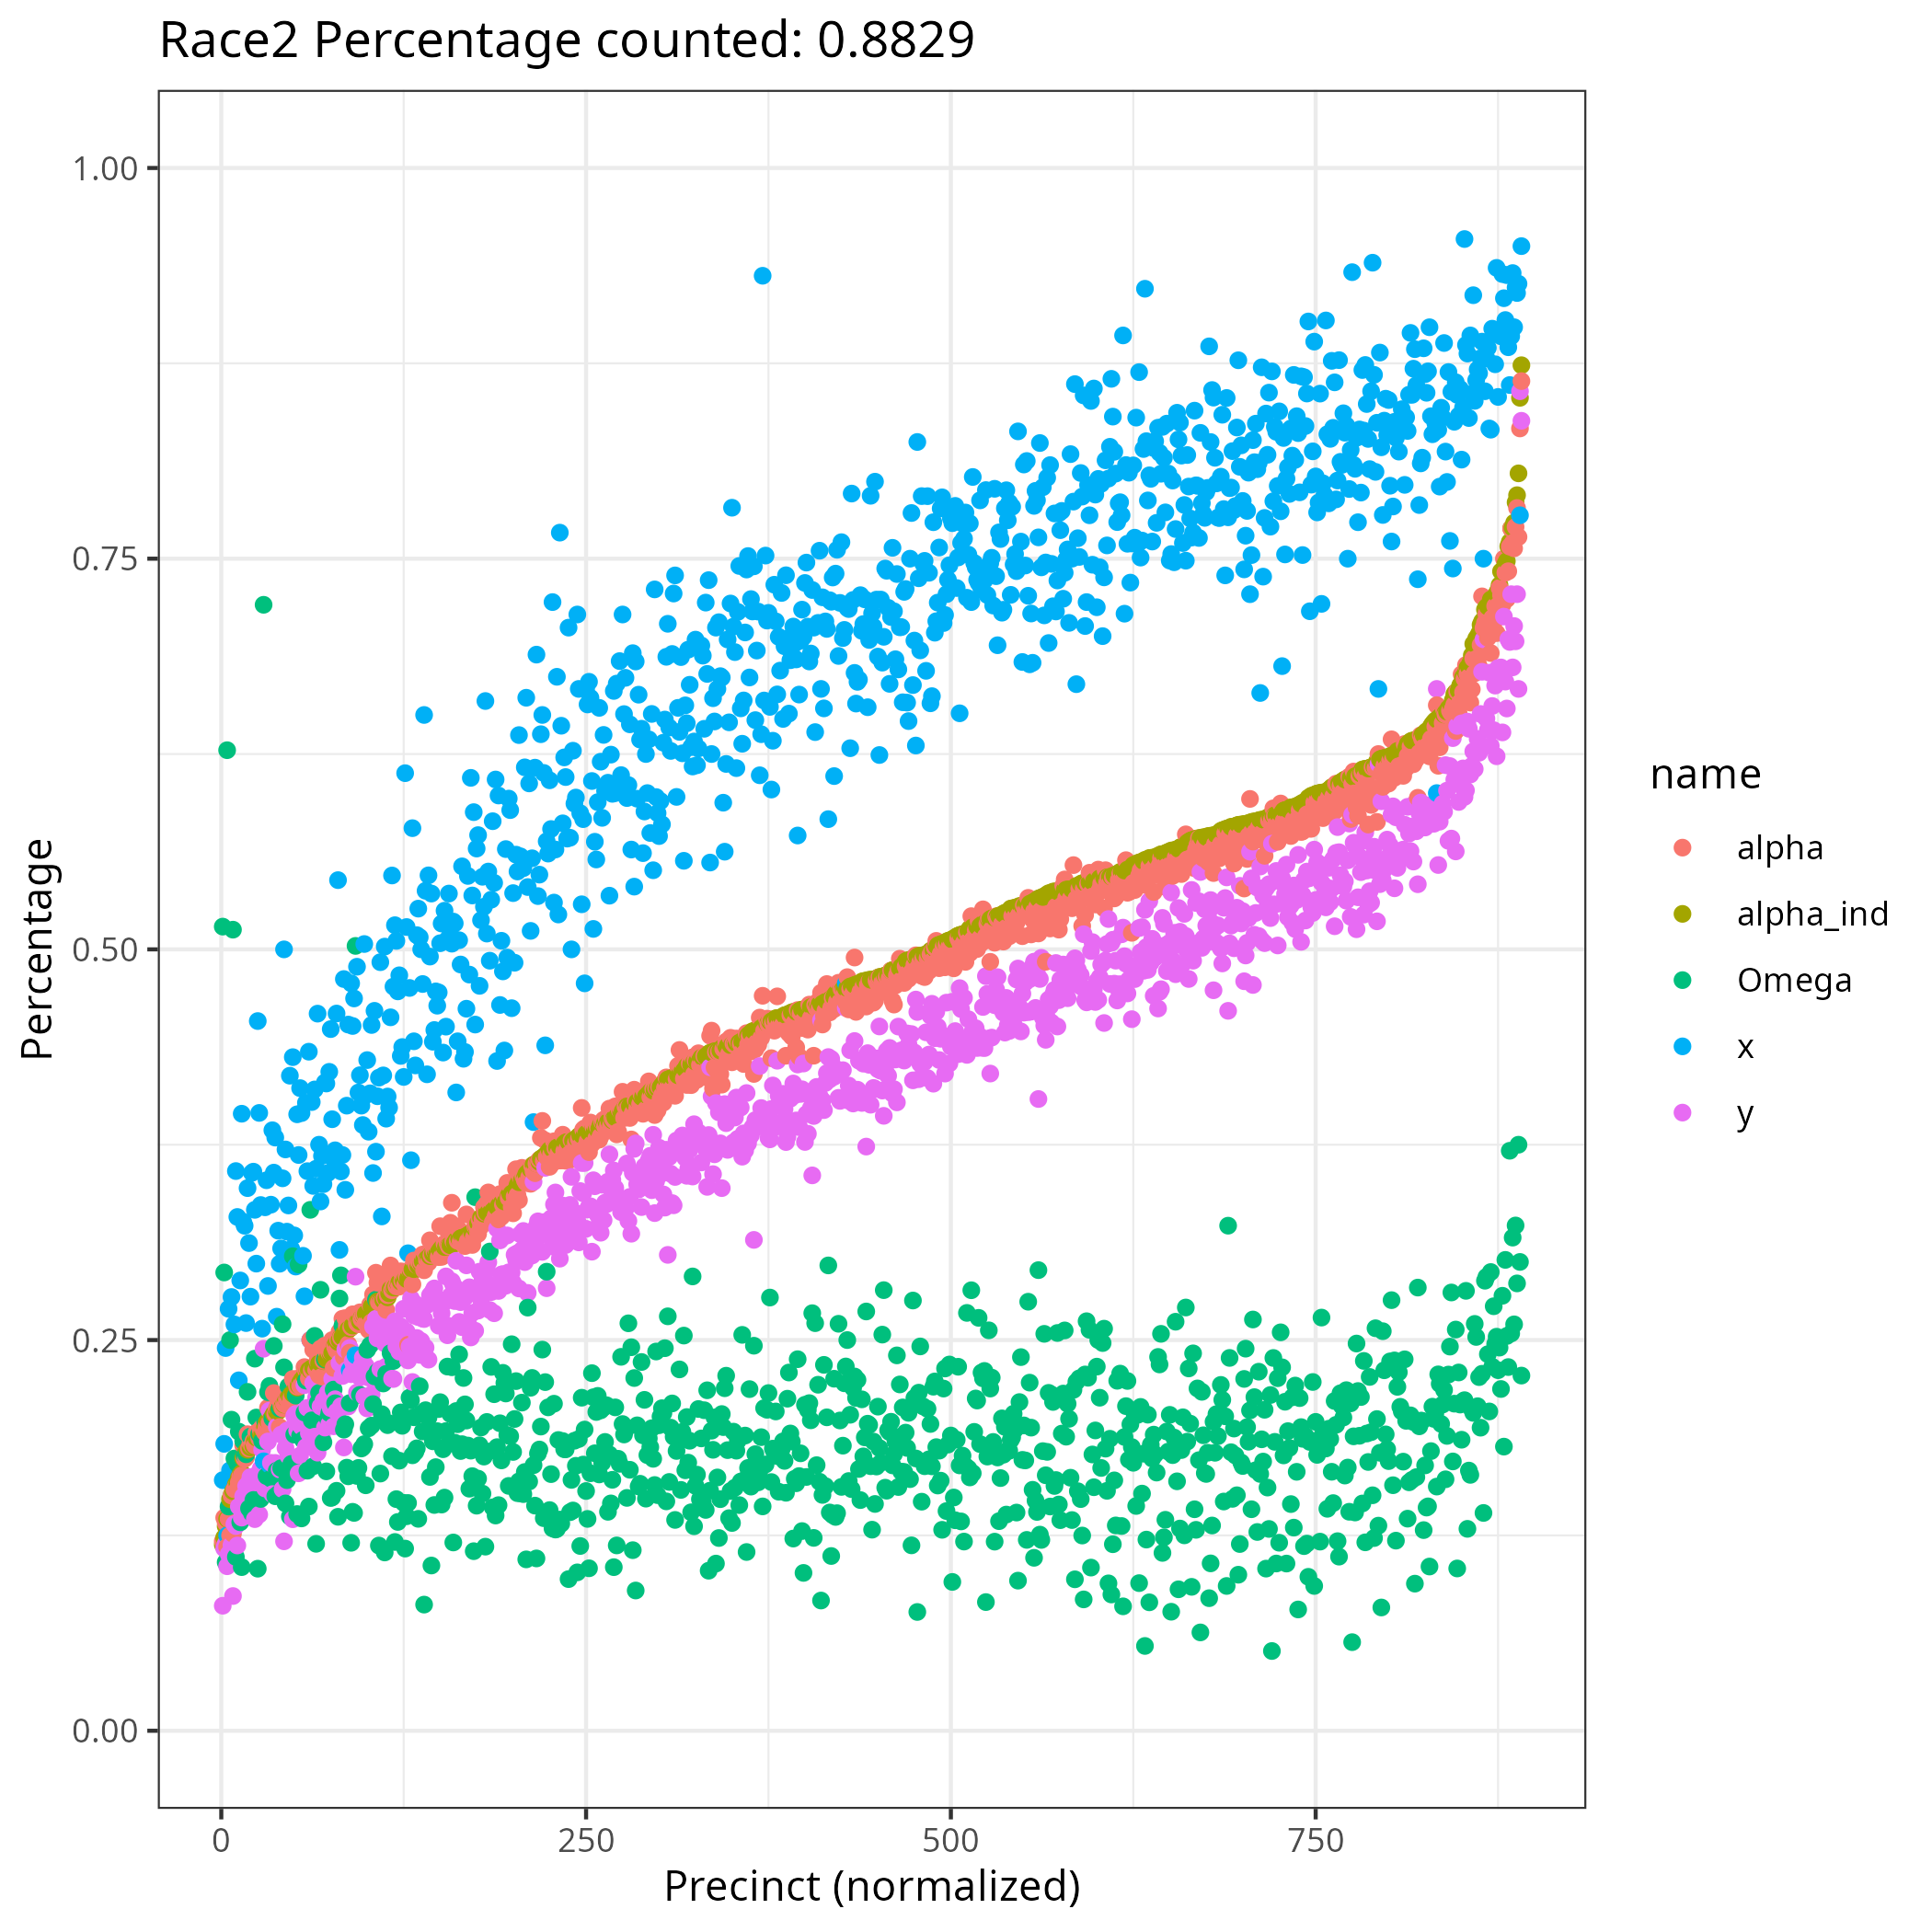 Race2 Percentage counted: 0.8829
1.00
0.75
0.50
0.25
0.00
Percentage
0
250
500
750
Precinct (normalized)
name
alpha
alpha_ind
Omega
x
y